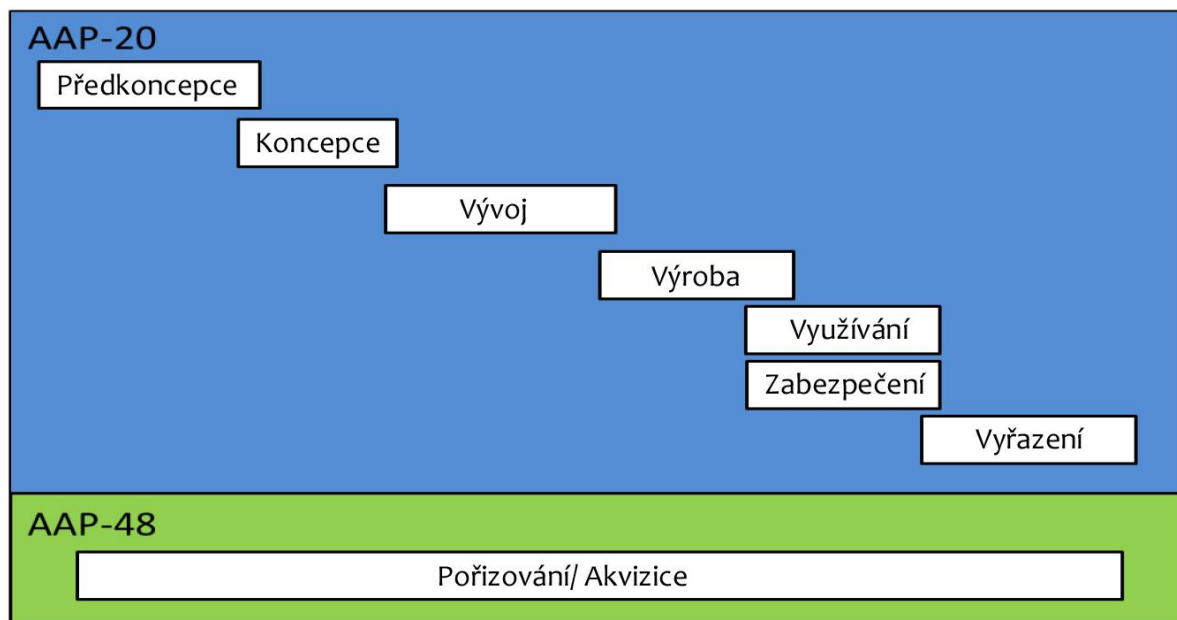 AAP-20
Předkoncepce
Koncepce
Vývoj
Výroba
Využívání
Zabezpečení
Vyřazení
AAP-48
Pořizování/ Akvizice